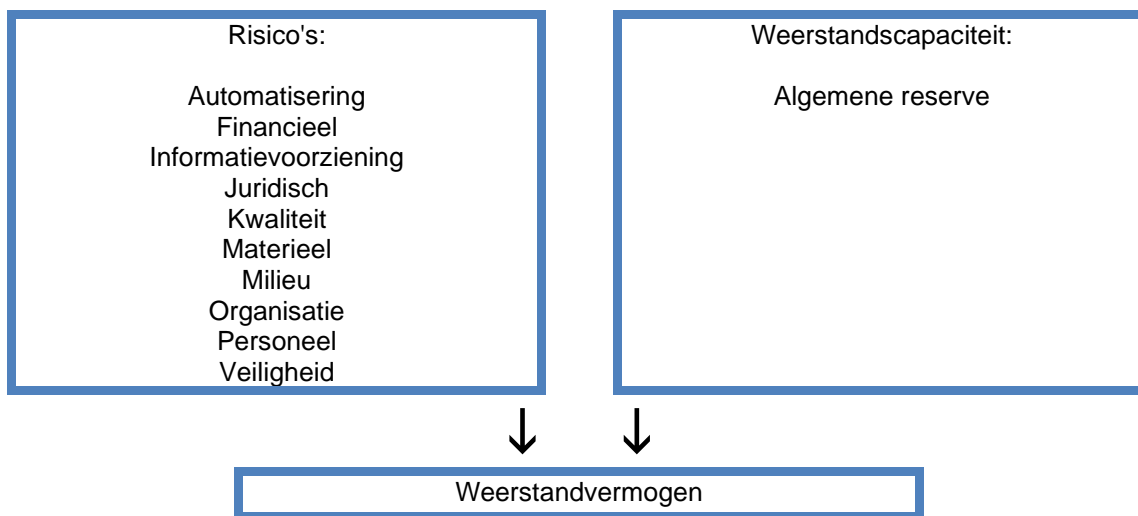 Risico's:
Automatisering
Financieel
Informatievoorziening
Juridisch
Kwaliteit
Materieel
Milieu
Organisatie
Personeel
Veiligheid
Weerstandscapaciteit:
Algemene reserve
Weerstandvermogen